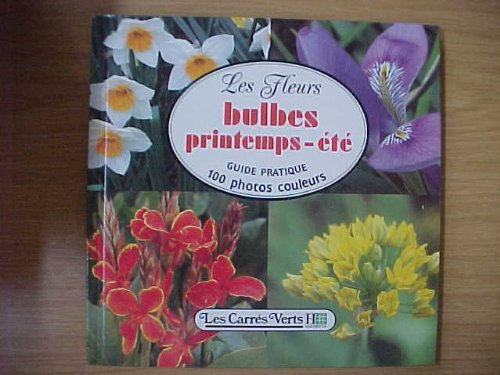 Les Fleurs
bulbes
printemps-été
GUIDE PRATIQUE
100 photos couleurs
Les Carrés Verts H